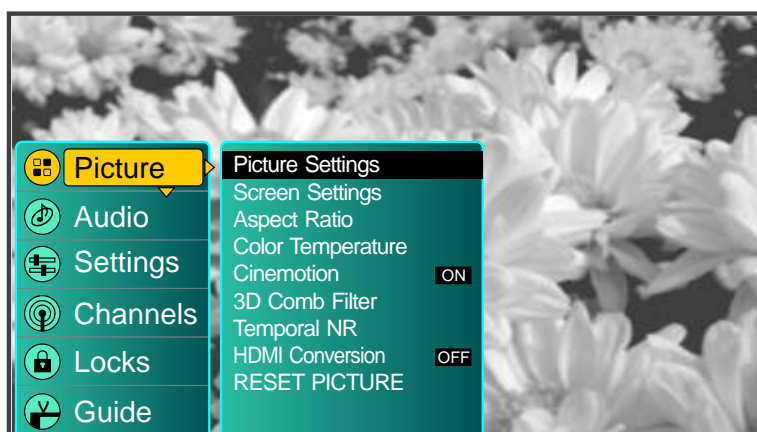 Picture
Audio
Settings
Channels
Locks
Guide
Picture Settings
Screen Settings
Aspect Ratio
Color Temperature
Cinemotion ON
3D Comb Filter
Temporal NR
HDMI Conversion OFF
RESET PICTURE